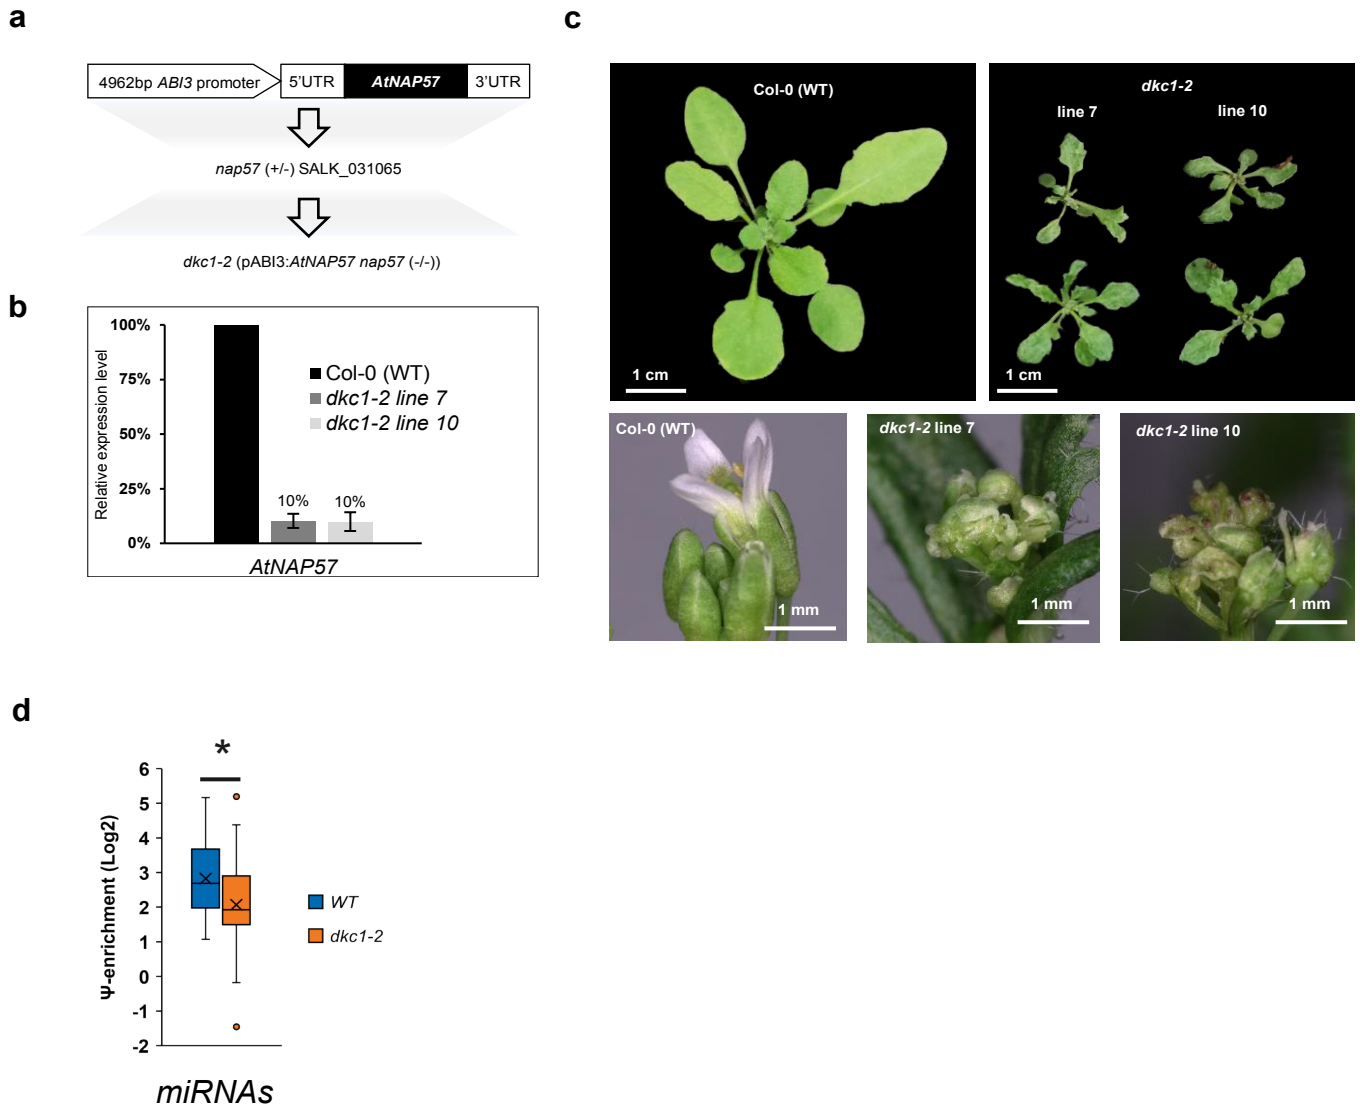 a
4962bp ABI3 promoter
5'UTR
AtNAP57
3'UTR
nap57 (+/-) SALK_031065
dkc1-2 (pABI3:AtNAP57 nap57 (-/-))
b
Relative expression level
100%
75%
50%
25%
0%
10%
10%
Col-0 (WT)
dkc1-2 line 7
dkc1-2 line 10
AtNAP57
c
Col-0 (WT)
1 cm
dkc1-2
line 7
line 10
1 cm
Col-0 (WT)
1 mm
dkc1-2 line 7
1 mm
dkc1-2 line 10
1 mm
d
*
Ψ-enrichment (Log2)
6
5
4
3
2
1
0
-1
-2
WT
dkc1-2
miRNAs